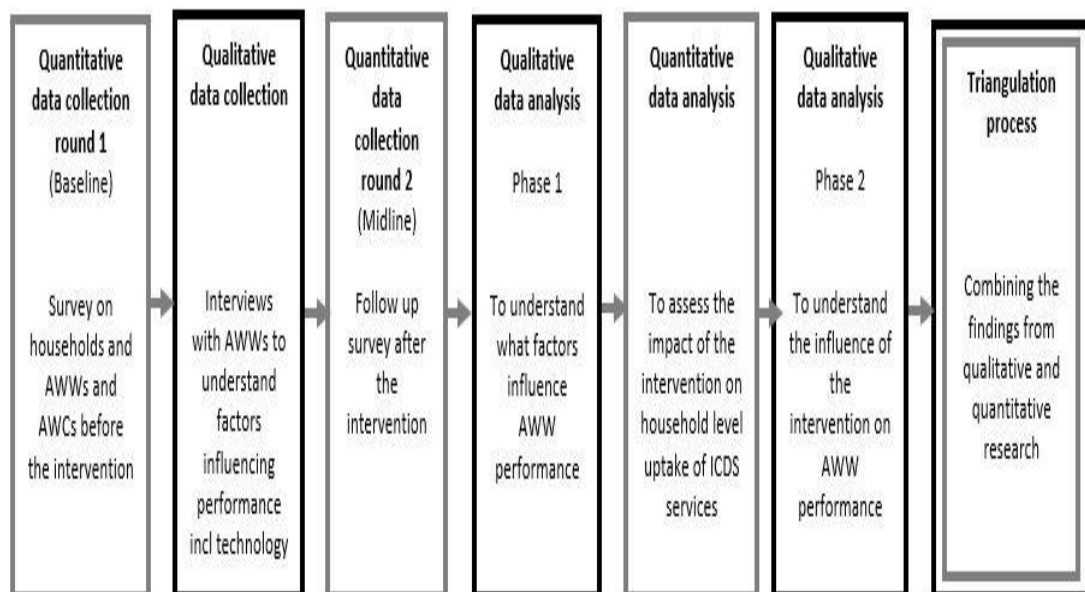 Quantitative
data collection
round 1
(Baseline)
Survey on
households and
AWWs and
AWCs before
the intervention
Qualitative
data collection
Interviews
with AWWs to
understand
factors
influencing
performance
incl technology
Quantitative
data
collection
round 2
(Midline)
Follow up
survey after
the
intervention
Qualitative
data analysis
Phase 1
To understand
what factors
influence
AWW
performance
Quantitative
data analysis
To assess the
impact of the
intervention on
household level
uptake of ICDS
services
Qualitative
data analysis
Phase 2
To understand
the influence of
the
intervention on
AWW
performance
Triangulation
process
Combining the
findings from
qualitative and
quantitative
research